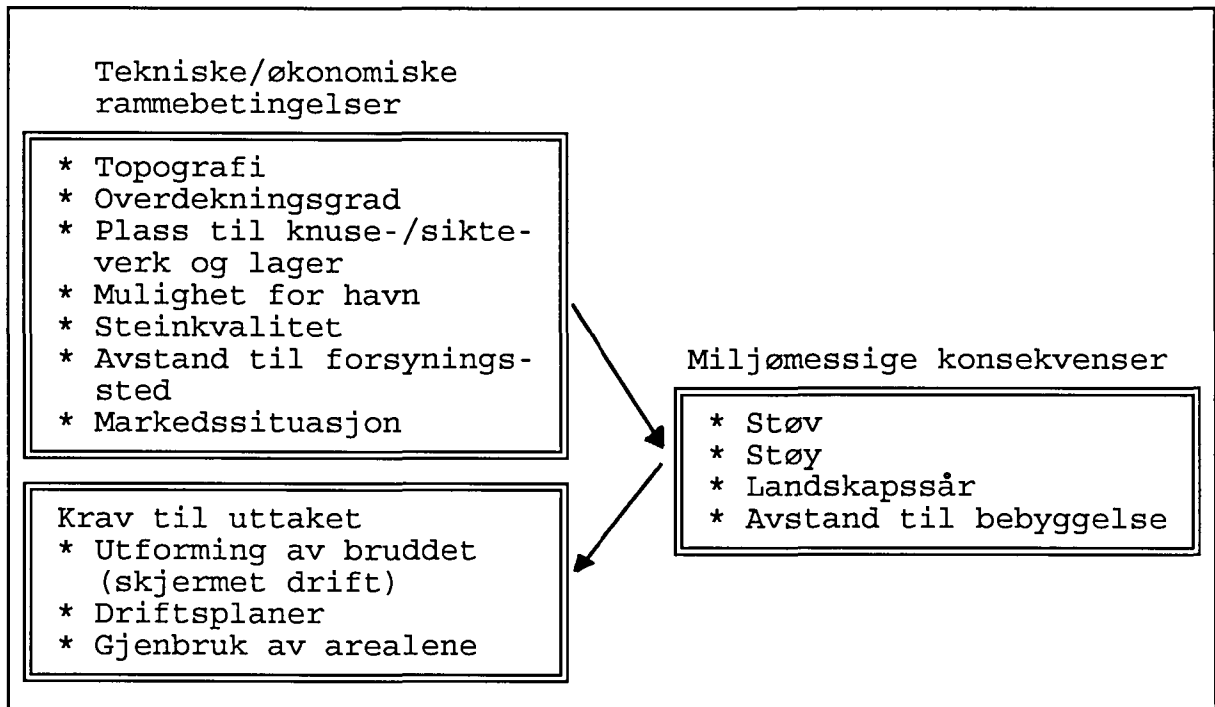 Tekniske/økonomiske
rammebetingelser
* Topografi
* Overdekningsgrad
* Plass til knuse-/sikte-
verk og lager
* Mulighet for havn
* Steinkvalitet
* Avstand til forsynings-
sted
* Markedssituasjon
Miljømessige konsekvenser
* Støv
* Støy
* Landskapssår
* Avstand til bebyggelse
Krav til uttaket
* Utforming av bruddet
(skjermet drift)
* Driftsplaner
* Gjenbruk av arealene